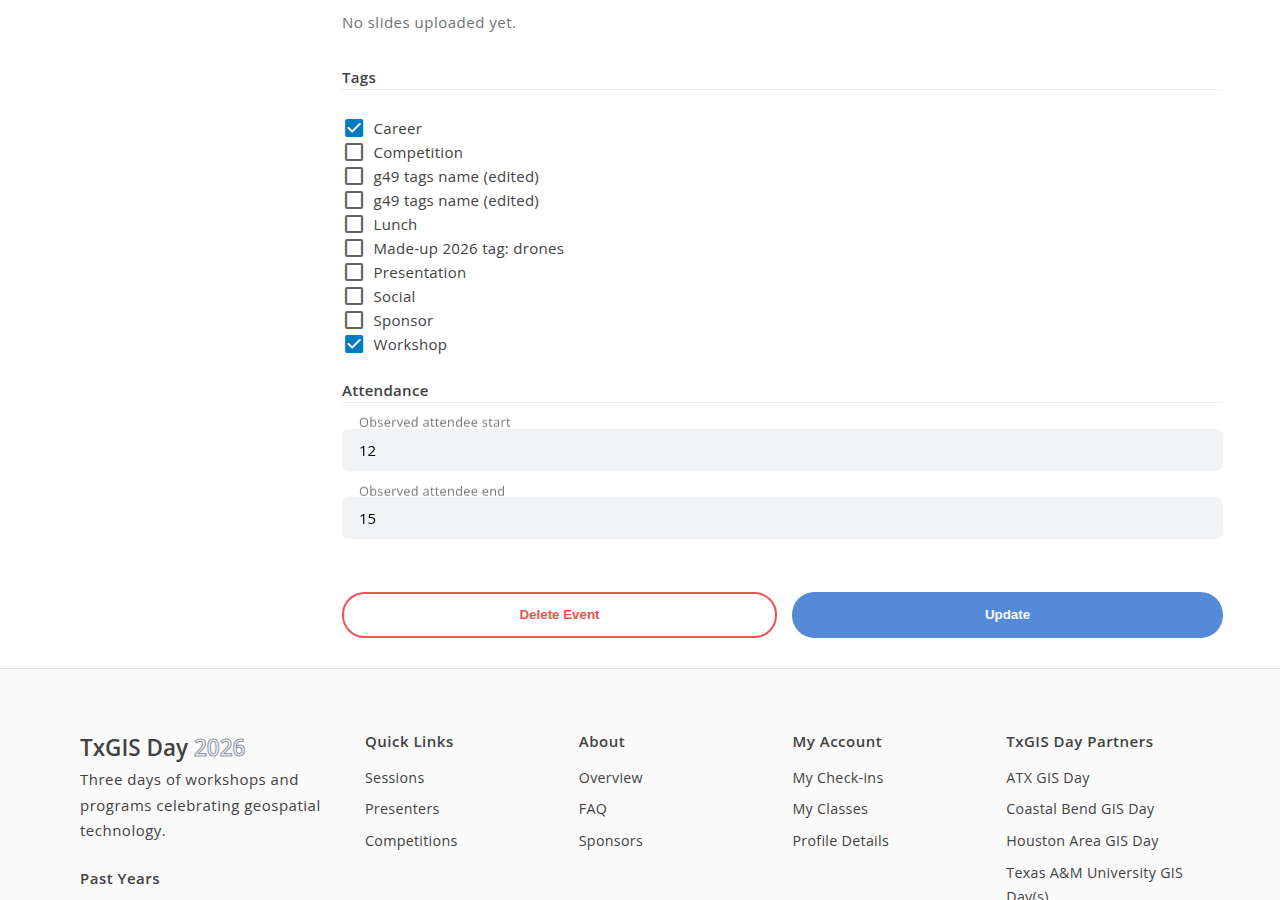 No slides uploaded yet.
Tags
Career
Competition
g49 tags name (edited)
g49 tags name (edited)
Lunch
Made-up 2026 tag: drones
Presentation
Social
Sponsor
Workshop
Attendance
Observed attendee start
12
Observed attendee end
15
Delete Event
Update
TxGIS Day 2026
Three days of workshops and
programs celebrating geospatial
technology.
Past Years
Quick Links
Sessions
Presenters
Competitions
About
Overview
FAQ
Sponsors
My Account
My Check-ins
My Classes
Profile Details
TxGIS Day Partners
ATX GIS Day
Coastal Bend GIS Day
Houston Area GIS Day
Texas A&M University GIS
Day(s)